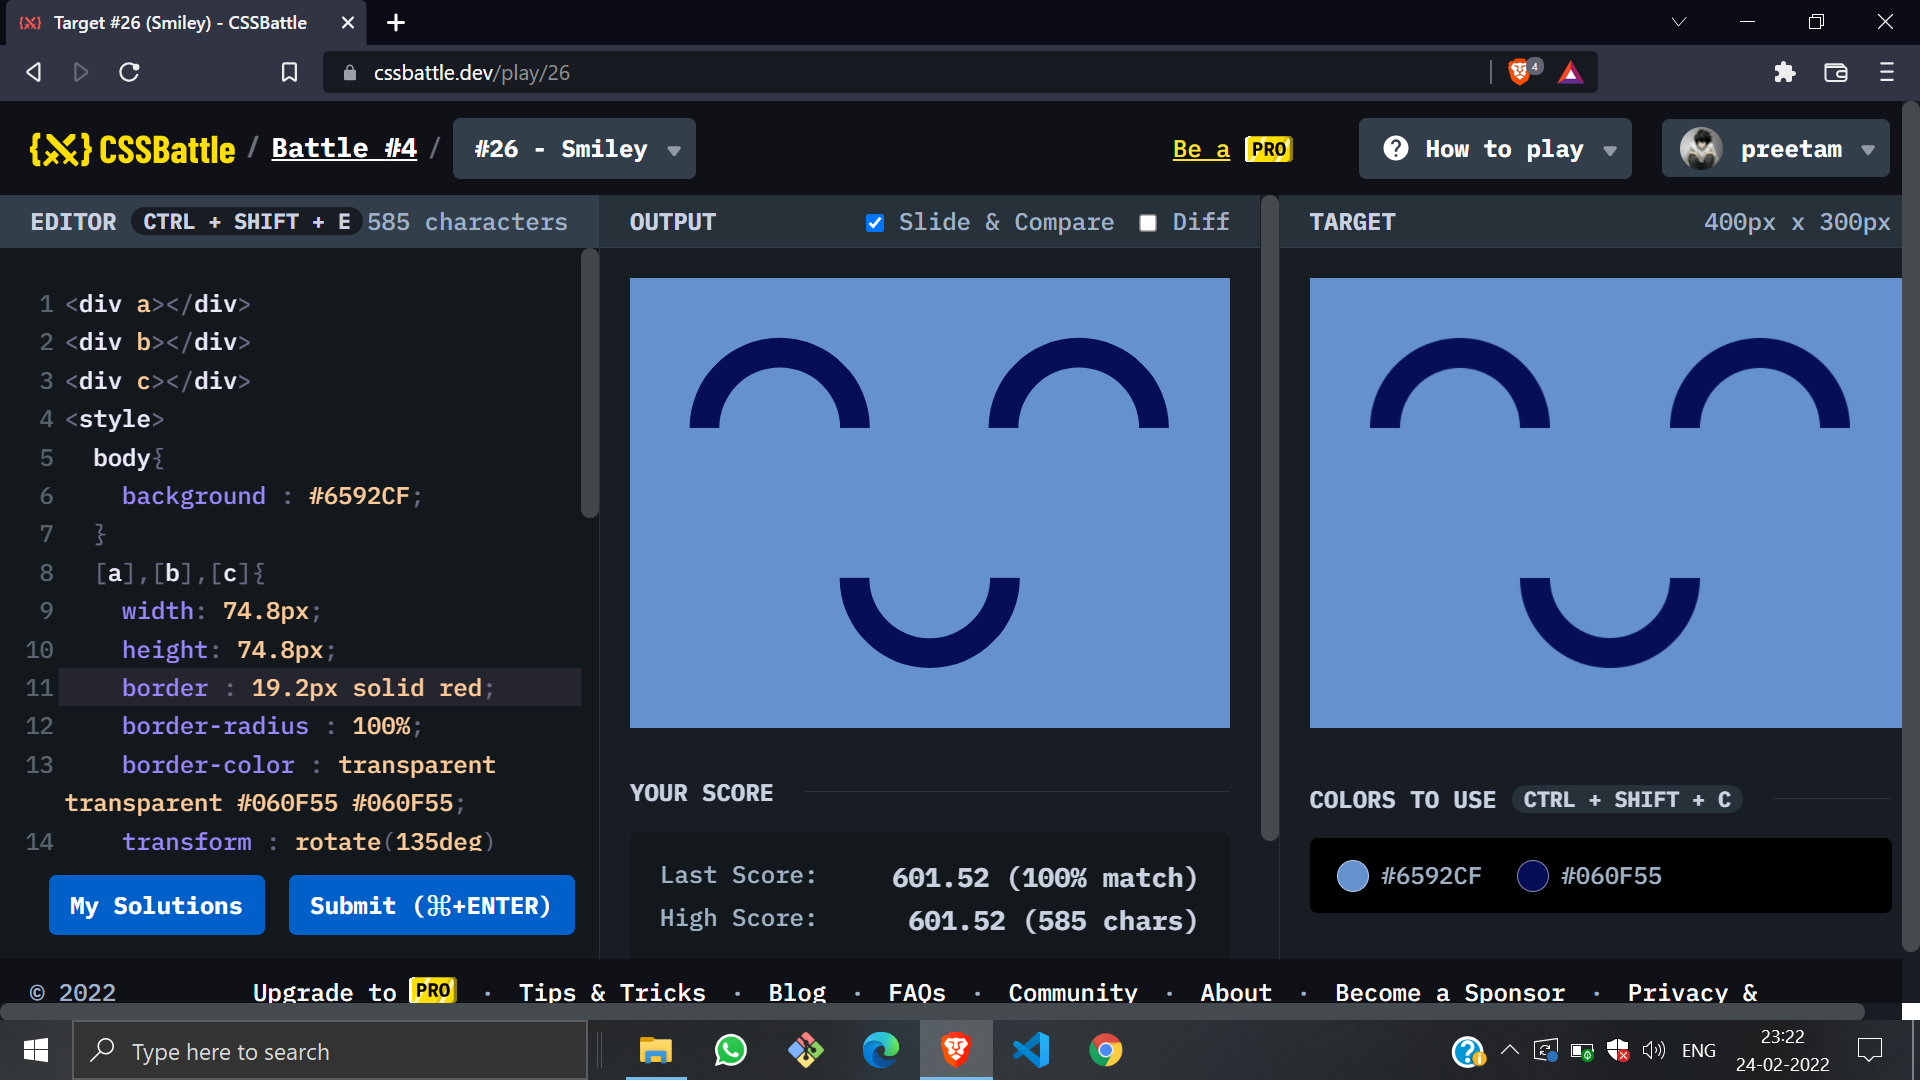 Target #26 (Smiley) - CSSBattle
cssbattle.dev/play/26
4
{X} CSSBattle / Battle #4 / #26 - Smiley
Be a PRO
How to play
preetam
EDITOR CTRL + SHIFT + E 585 characters
OUTPUT Slide & Compare Diff
TARGET 400px x 300px
1 <div a></div>
2 <div b></div>
3 <div c></div>
4 <style>
5 body{
6 background : #6592CF;
7 }
8 [a],[b],[c]{
9 width: 74.8px;
10 height: 74.8px;
11 border : 19.2px solid red;
12 border-radius : 100%;
13 border-color : transparent
transparent #060F55 #060F55;
14 transform : rotate(135deg)
My Solutions
Submit (⌘+ENTER)
YOUR SCORE
Last Score: 601.52 (100% match)
High Score: 601.52 (585 chars)
COLORS TO USE CTRL + SHIFT + C
#6592CF #060F55
© 2022 Upgrade to PRO · Tips & Tricks · Blog · FAQs · Community · About · Become a Sponsor · Privacy &
Type here to search
ENG
23:22
24-02-2022